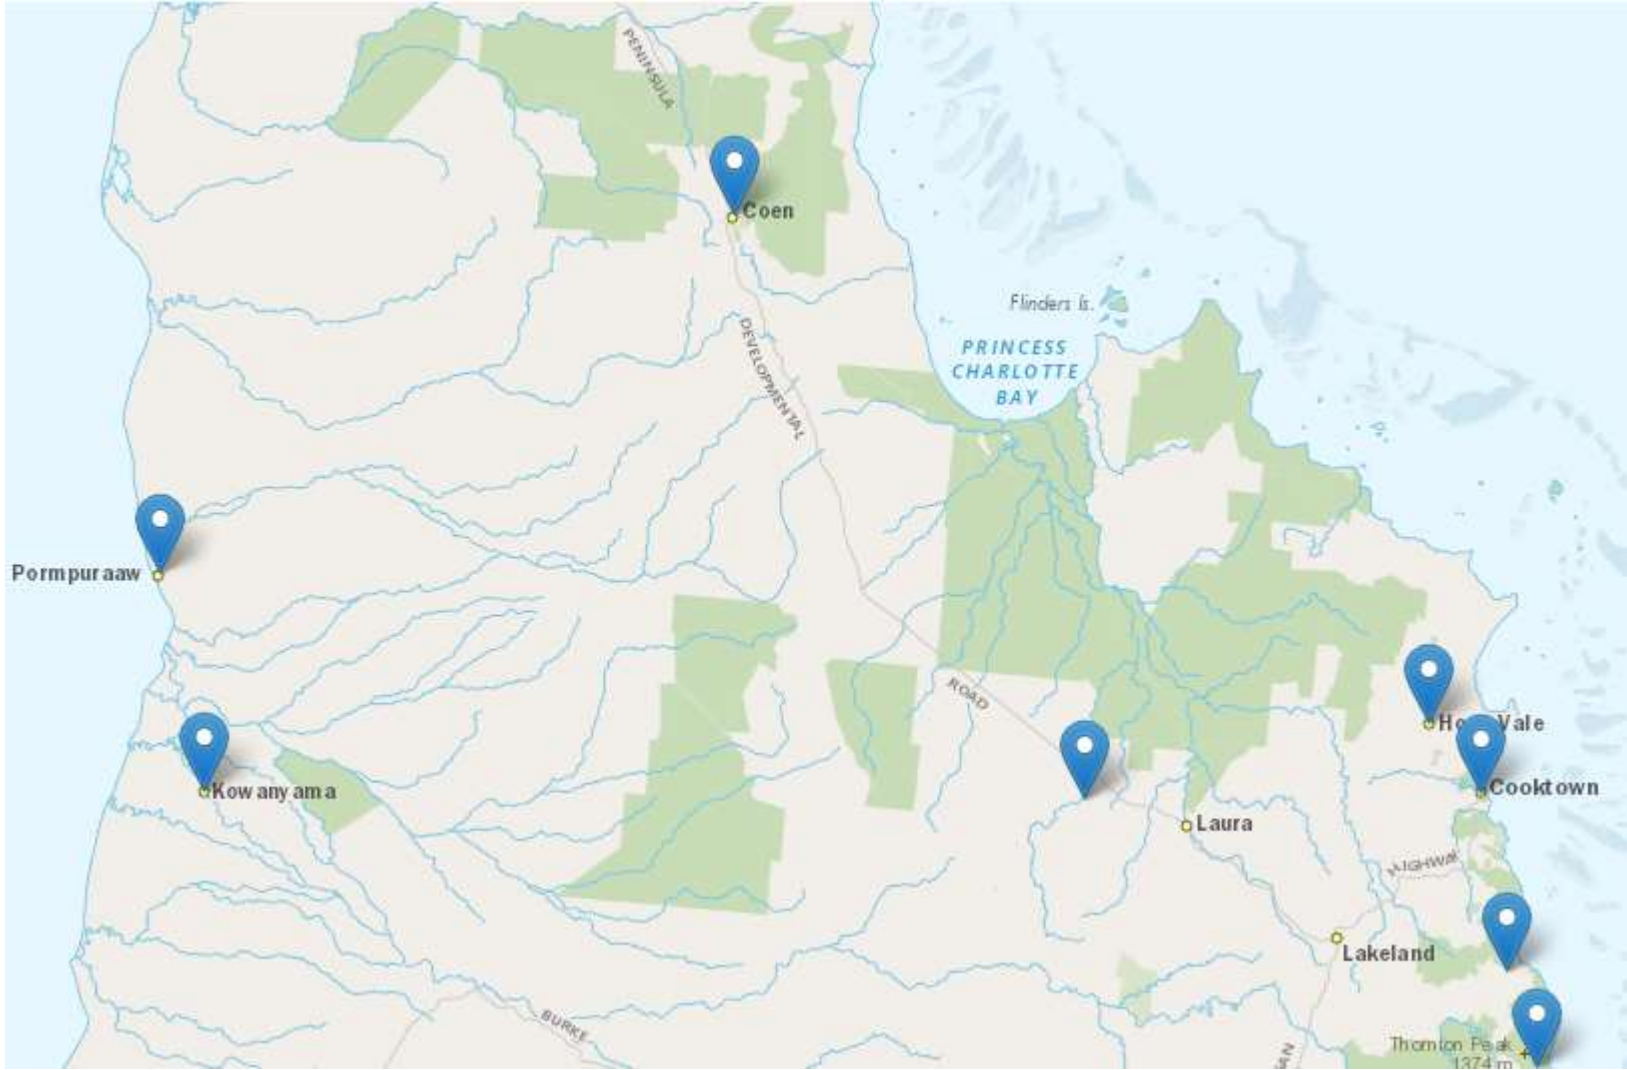 PENINSULA
Coen
Flinders Is.
PRINCESS
CHARLOTTE
BAY
DEVELOPMENTAL
Pormpuraaw
ROAD
Vale
Kowanyama
Cooktown
Laura
HIGHWAY
Lakeland
BURKE
Thornton Peak
1374 m